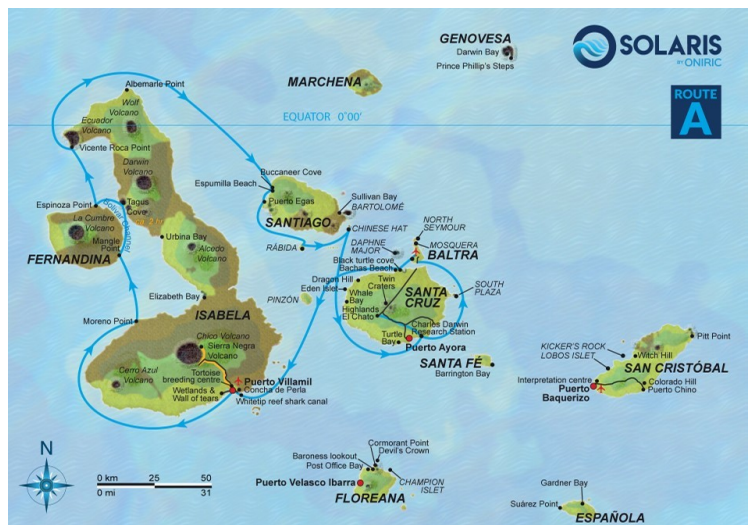 GENOVESA
Darwin Bay
Prince Phillip's Steps
SOLARIS
BY ONIRIC
ROUTE
A
MARCHENA
EQUATOR 0°00'
Albemarle Point
Wolf
Volcano
Ecuador
Volcano
Vicente Roca Point
Darwin
Volcano
Buccaneer Cove
Espumilla Beach
Puerto Egas
SANTIAGO
Sullivan Bay
BARTOLOMÉ
CHINESE HAT
RÁBIDA
Espinoza Point
Tagus
Cove
Bolívar Channel
La Cumbre
Volcano
Mangle
Point
FERNANDINA
Urbina Bay
Alcedo
Volcano
Elizabeth Bay
NORTH
SEYMOUR
DAPHNE
MAJOR
MOSQUERA
BALTRA
Black turtle cove
Bachas Beach
Dragon Hill
Eden Islet
Twin
Craters
Whale
Bay
Highlands
El Chato
SANTA
CRUZ
SOUTH
PLAZA
PINZÓN
Charles Darwin
Research Station
Turtle
Bay
Puerto Ayora
ISABELA
Moreno Point
Chico Volcano
Sierra Negra
Volcano
Cerro Azul
Volcano
Tortoise
breeding centre
Puerto Villamil
Concha de Perla
Wetlands &
Wall of tears
Whitetip reef shark canal
SANTA FÉ
Barrington Bay
Pitt Point
KICKER'S ROCK
LOBOS ISLET
Witch Hill
SAN CRISTÓBAL
Interpretation centre
Puerto
Baquerizo
Colorado Hill
Puerto Chino
N
0 km 25 50
0 mi 31
Cormorant Point
Devil's Crown
Baroness lookout
Post Office Bay
Puerto Velasco Ibarra
CHAMPION
ISLET
FLOREANA
Gardner Bay
Suárez Point
ESPAÑOLA